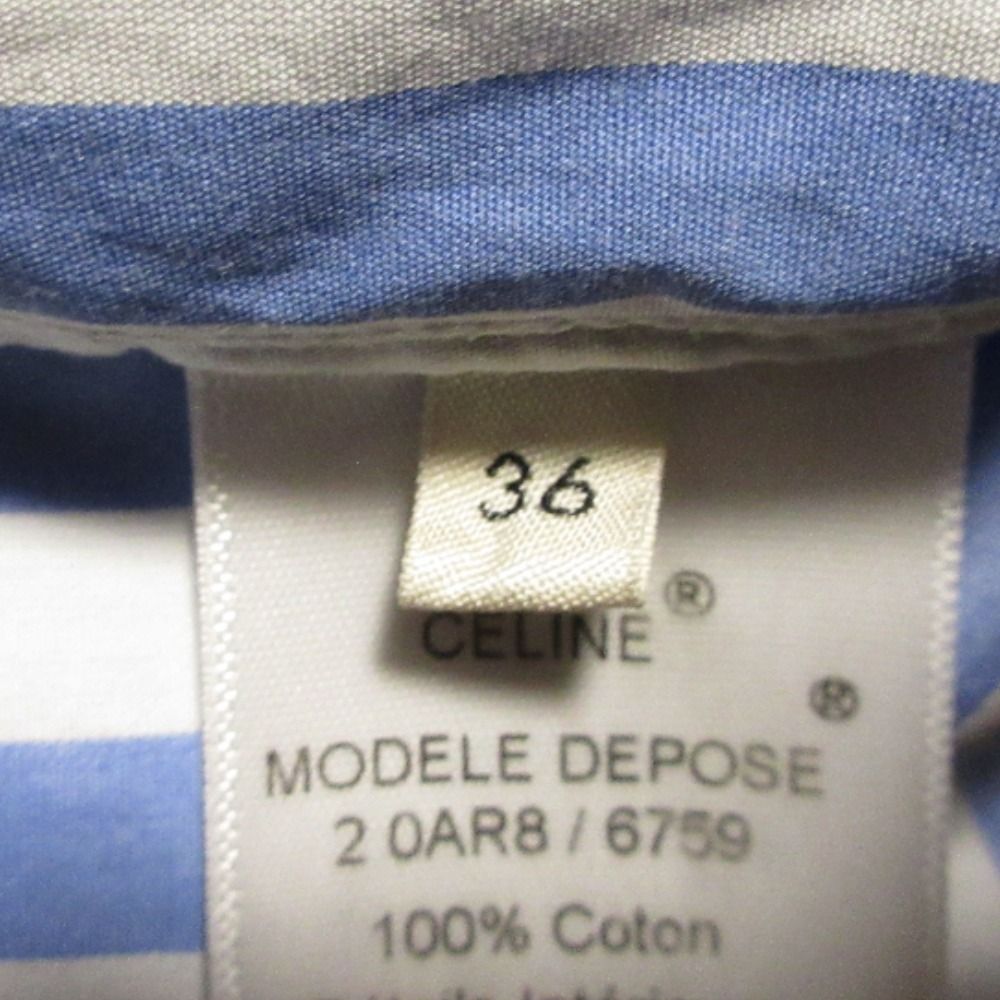 36
CELINE ®
®
MODELE DEPOSE
2 0AR8 / 6759
100% Coton